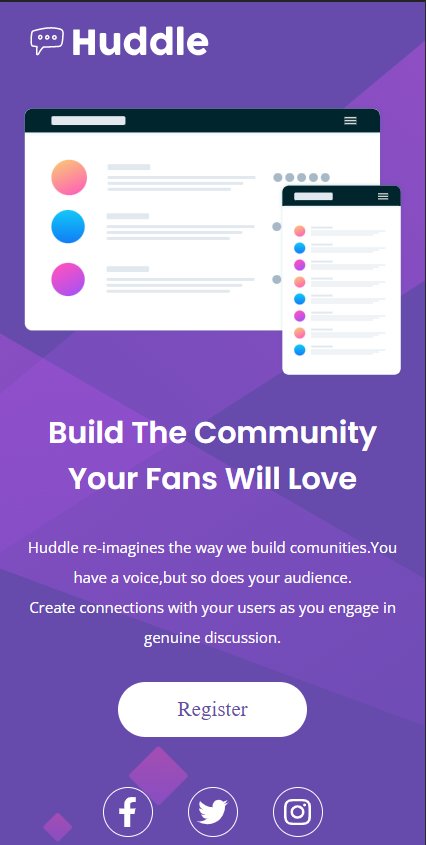 Huddle
Build The Community
Your Fans Will Love
Huddle re-imagines the way we build comunities.You
have a voice,but so does your audience.
Create connections with your users as you engage in
genuine discussion.
Register